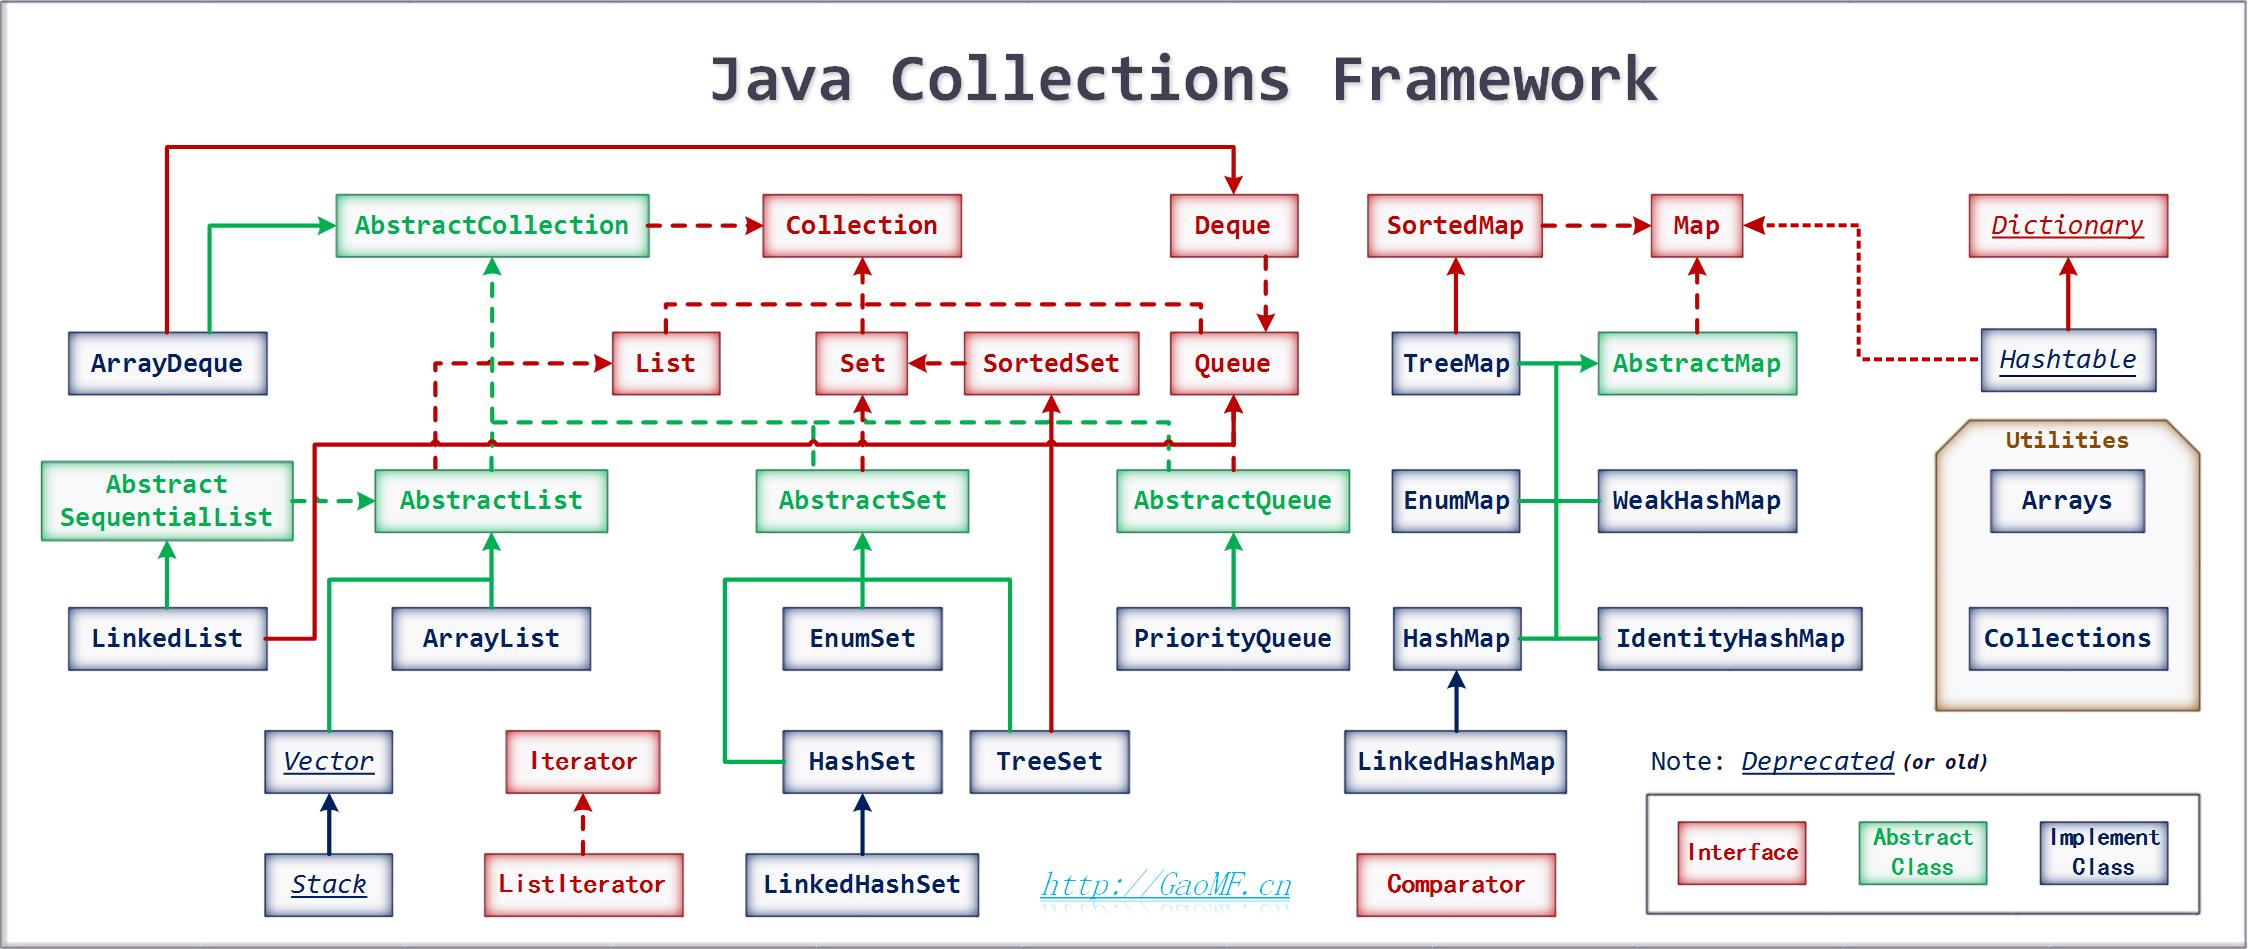 Java Collections Framework
AbstractCollection
Collection
Deque
SortedMap
Map
Dictionary
ArrayDeque
List
Set
SortedSet
Queue
TreeMap
AbstractMap
Hashtable
Utilities
Abstract
SequentialList
AbstractList
AbstractSet
AbstractQueue
EnumMap
WeakHashMap
Arrays
LinkedList
ArrayList
EnumSet
PriorityQueue
HashMap
IdentityHashMap
Collections
Vector
Iterator
HashSet
TreeSet
LinkedHashMap
Note: Deprecated (or old)
Stack
ListIterator
LinkedHashSet
http://GaoMF.cn
Comparator
Interface
Abstract
Class
Implement
Class